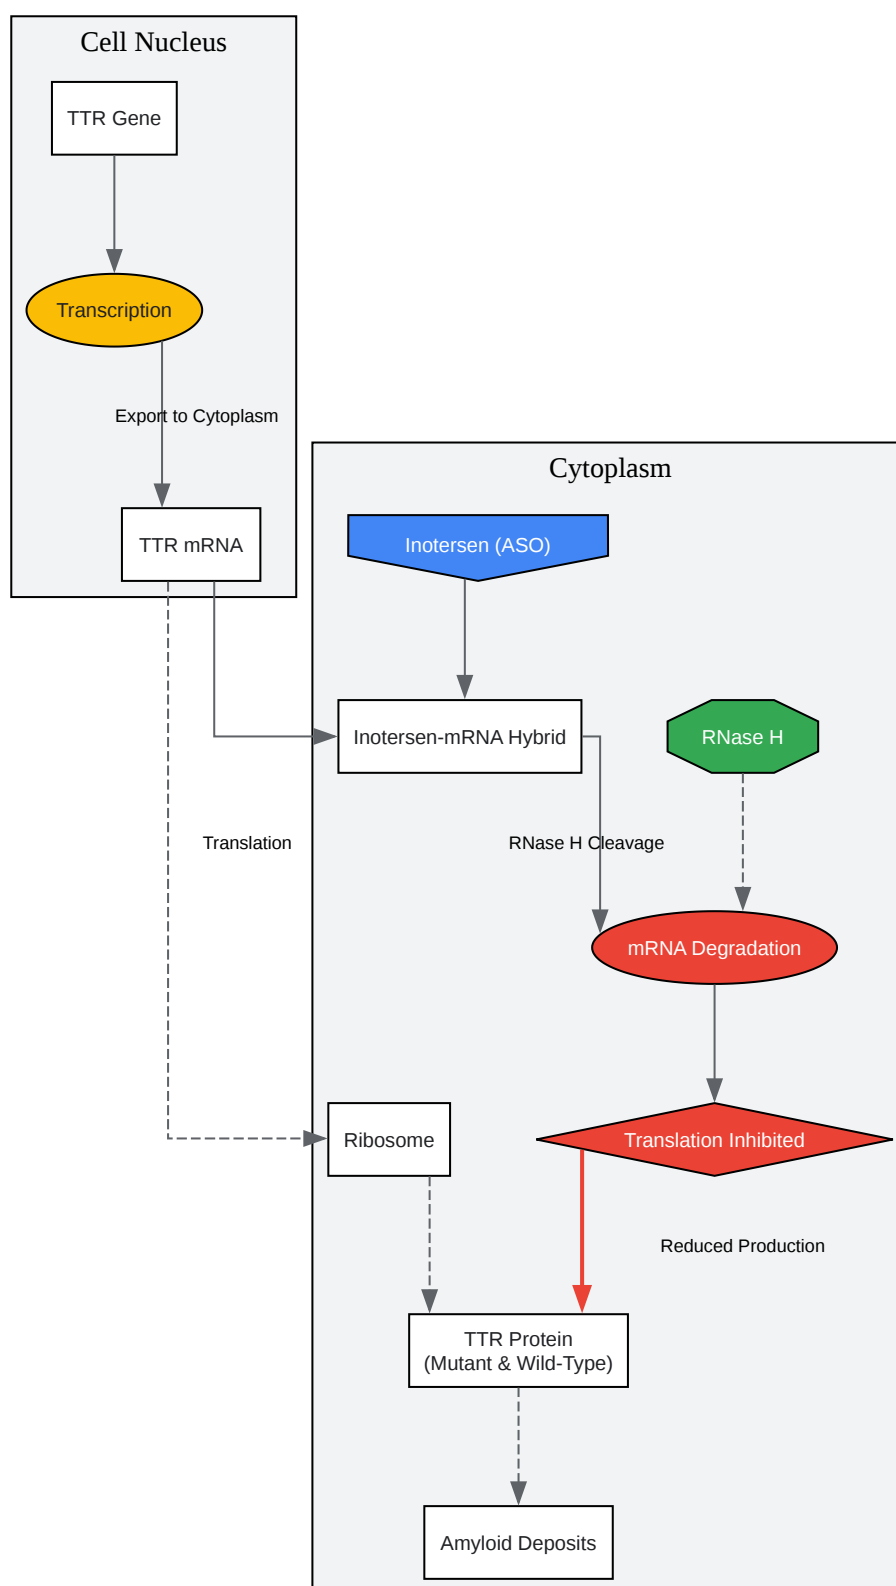 Cell Nucleus
TTR Gene
Transcription
Export to Cytoplasm
TTR mRNA
Cytoplasm
Inotersen (ASO)
Inotersen-mRNA Hybrid
RNase H
Translation
RNase H Cleavage
mRNA Degradation
Ribosome
Translation Inhibited
Reduced Production
TTR Protein
(Mutant & Wild-Type)
Amyloid Deposits